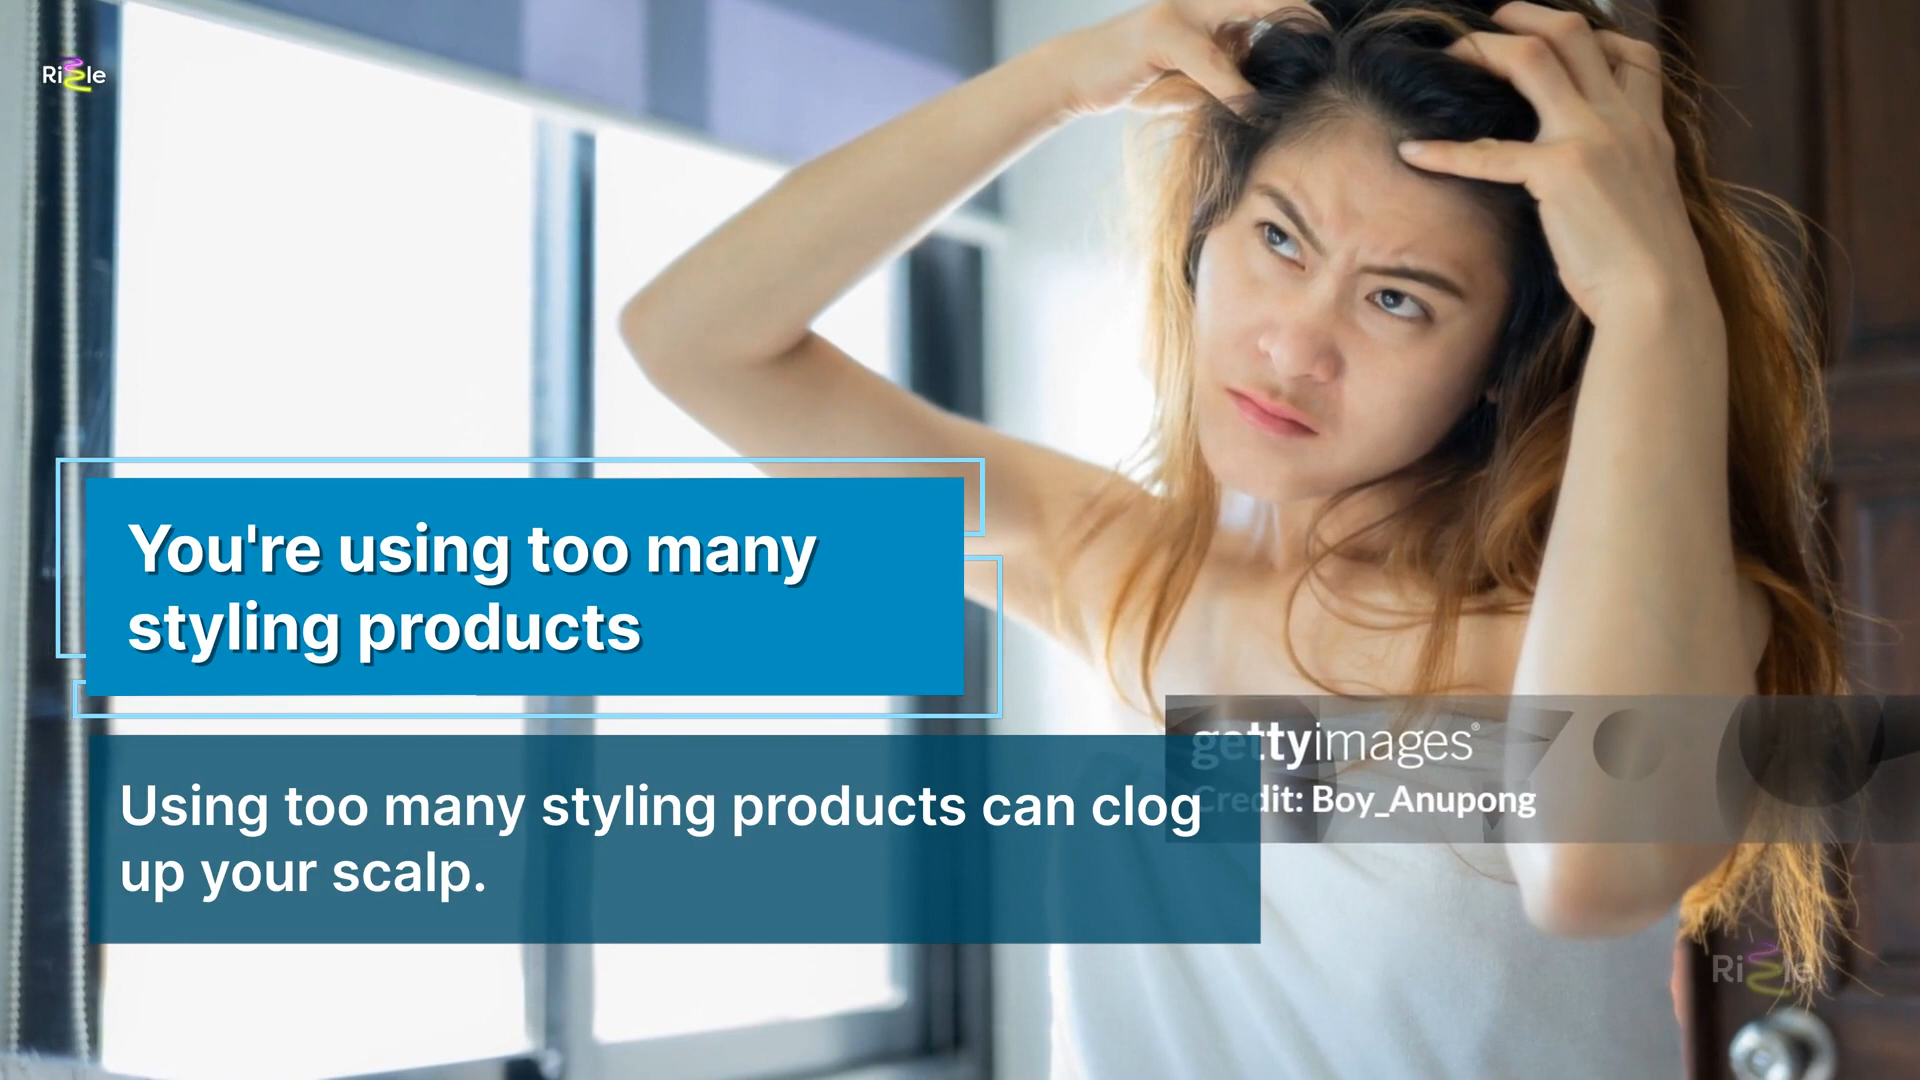 Rizzle
You're using too many
styling products
gettyimages®
Credit: Boy_Anupong
Using too many styling products can clog
up your scalp.
Rizzle